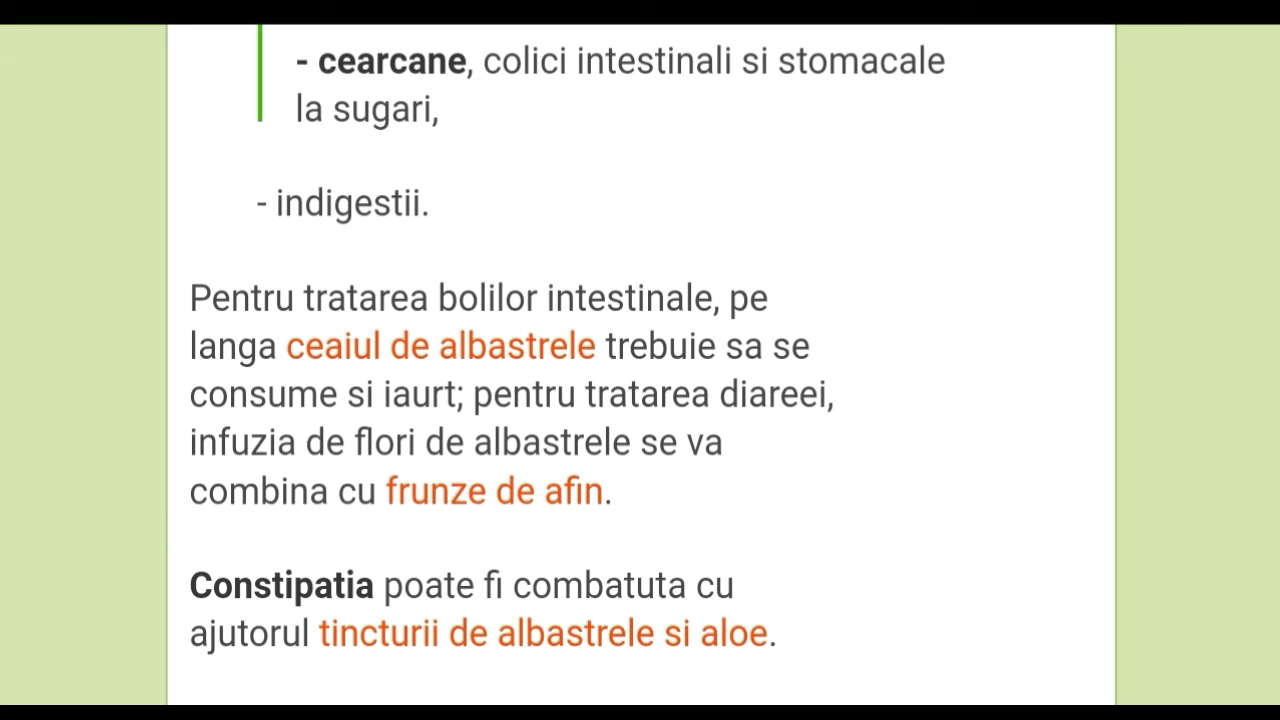 - cearcane, colici intestinali si stomacale
la sugari,
- indigestii.
Pentru tratarea bolilor intestinale, pe
langa ceaiul de albastrele trebuie sa se
consume si iaurt; pentru tratarea diareei,
infuzia de flori de albastrele se va
combina cu frunze de afin.
Constipatia poate fi combatuta cu
ajutorul tincturii de albastrele si aloe.